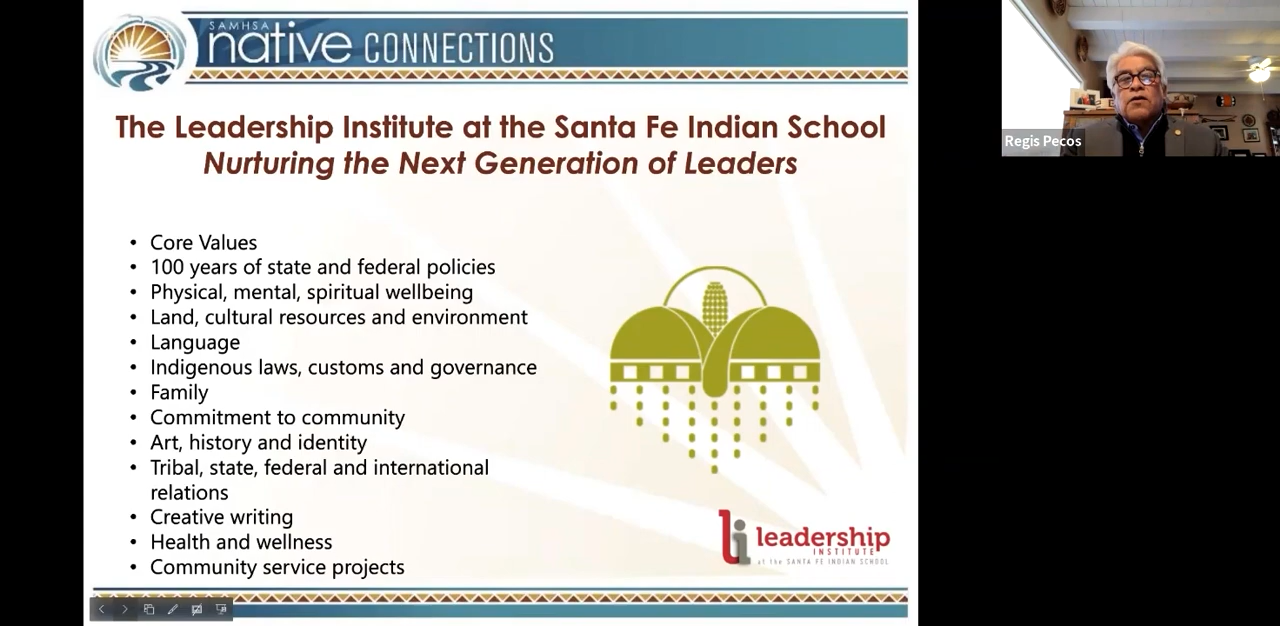 SAMHSA
native CONNECTIONS
The Leadership Institute at the Santa Fe Indian School
Nurturing the Next Generation of Leaders
• Core Values
• 100 years of state and federal policies
• Physical, mental, spiritual wellbeing
• Land, cultural resources and environment
• Language
• Indigenous laws, customs and governance
• Family
• Commitment to community
• Art, history and identity
• Tribal, state, federal and international
relations
• Creative writing
• Health and wellness
• Community service projects
li leadership
INSTITUTE
at the SANTA FE INDIAN SCHOOL
Regis Pecos